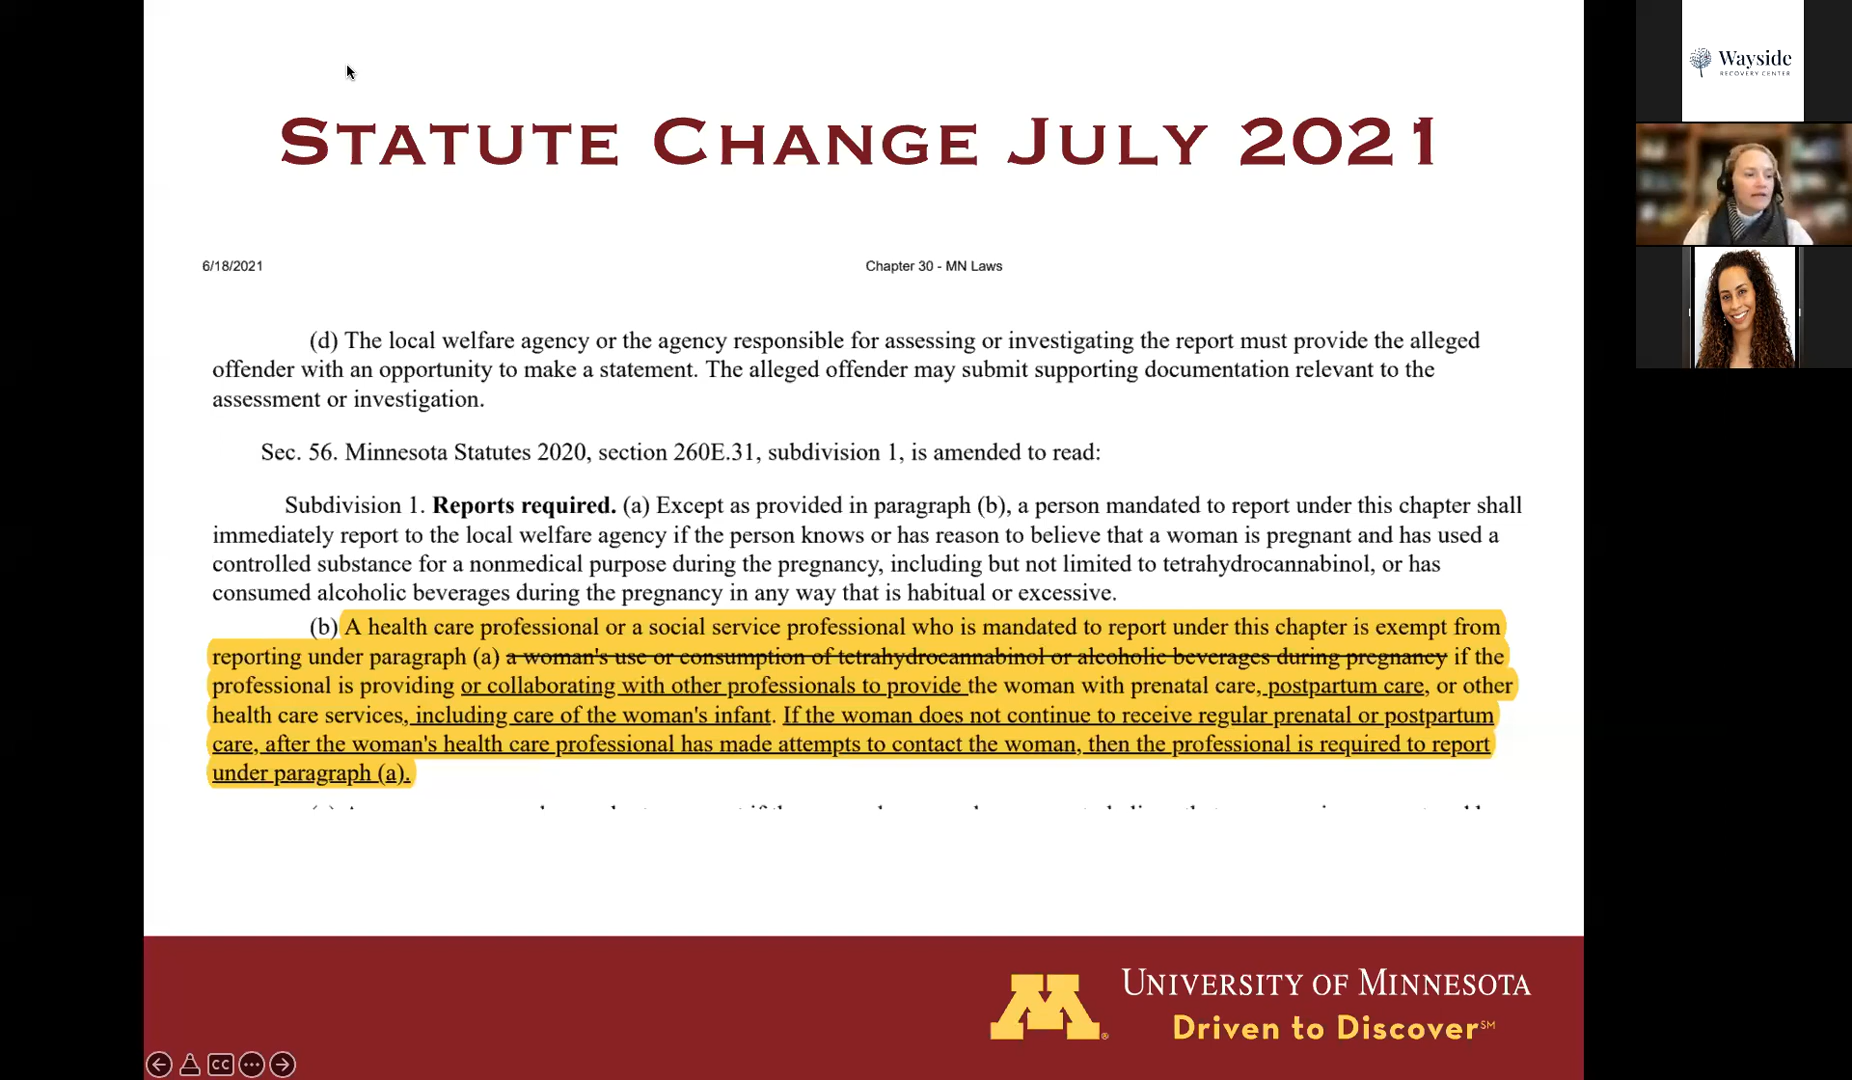 Wayside
RECOVERY CENTER
STATUTE CHANGE JULY 2021
6/18/2021
Chapter 30 - MN Laws
(d) The local welfare agency or the agency responsible for assessing or investigating the report must provide the alleged
offender with an opportunity to make a statement. The alleged offender may submit supporting documentation relevant to the
assessment or investigation.
Sec. 56. Minnesota Statutes 2020, section 260E.31, subdivision 1, is amended to read:
Subdivision 1. Reports required. (a) Except as provided in paragraph (b), a person mandated to report under this chapter shall
immediately report to the local welfare agency if the person knows or has reason to believe that a woman is pregnant and has used a
controlled substance for a nonmedical purpose during the pregnancy, including but not limited to tetrahydrocannabinol, or has
consumed alcoholic beverages during the pregnancy in any way that is habitual or excessive.
(b) A health care professional or a social service professional who is mandated to report under this chapter is exempt from
reporting under paragraph (a) a woman's use or consumption of tetrahydrocannabinol or alcoholic beverages during pregnancy if the
professional is providing or collaborating with other professionals to provide the woman with prenatal care, postpartum care, or other
health care services, including care of the woman's infant. If the woman does not continue to receive regular prenatal or postpartum
care, after the woman's health care professional has made attempts to contact the woman, then the professional is required to report
under paragraph (a).
UNIVERSITY OF MINNESOTA
Driven to Discover℠
CC